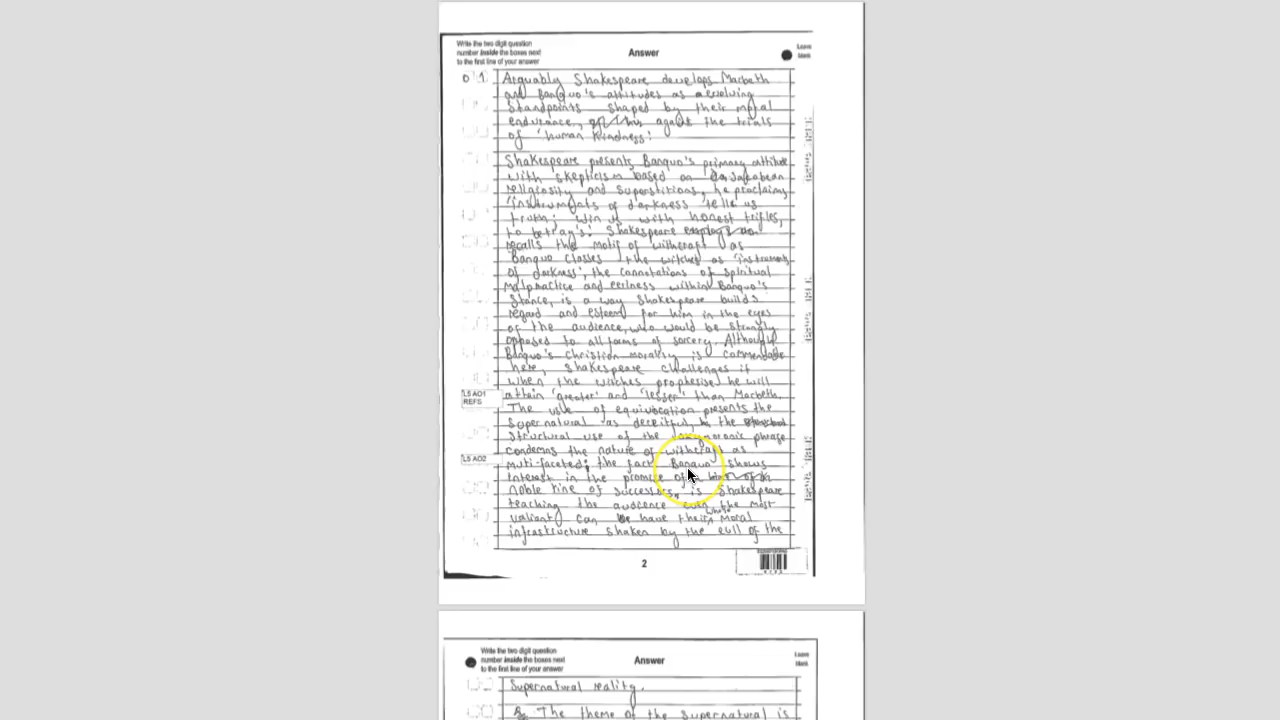 Write the two digit question
number inside the boxes next
to the first line of your answer
Answer
Leave
blank
0 1
Arguably Shakespeare develops Macbeth
and Banquo's attitudes as evolving
standpoints shaped by their moral
endurance, against the trials
of 'human kindness'.
Shakespeare presents Banquo's primary attitude
with skepticism based on Jacobean
religiosity and superstitions, he proclaims
'instruments of darkness' 'tells us
truth; win us with honest trifles,
to betray's'. Shakespeare
recalls the motif of witchcraft as
Banquo classes the witches as 'instruments
of darkness', the connotations of spiritual
malpractice and eeriness within Banquo's
stance, is a way Shakespeare builds
regard and esteem for him in the eyes
of the audience, who would be strongly
opposed to all forms of sorcery. Although
Banquo's Christian morality is commendable
here, Shakespeare challenges it
when the witches prophesise he will
L5 AO1
REFS
attain 'greater' and 'lesser' than Macbeth.
The use of equivocation presents the
supernatural as deceitful, the
structural use of the phrase
condemns the nature of witchcraft as
L5 AO2
multi-faceted; the fact Banquo shows
interest in the promise of a
noble line of successors, is Shakespeare
teaching the audience even the most
valiant can have their whole moral
infrastructure shaken by the evil of the
2
Write the two digit question
number inside the boxes next
to the first line of your answer
Answer
Leave
blank
supernatural reality.
The theme of the supernatural is